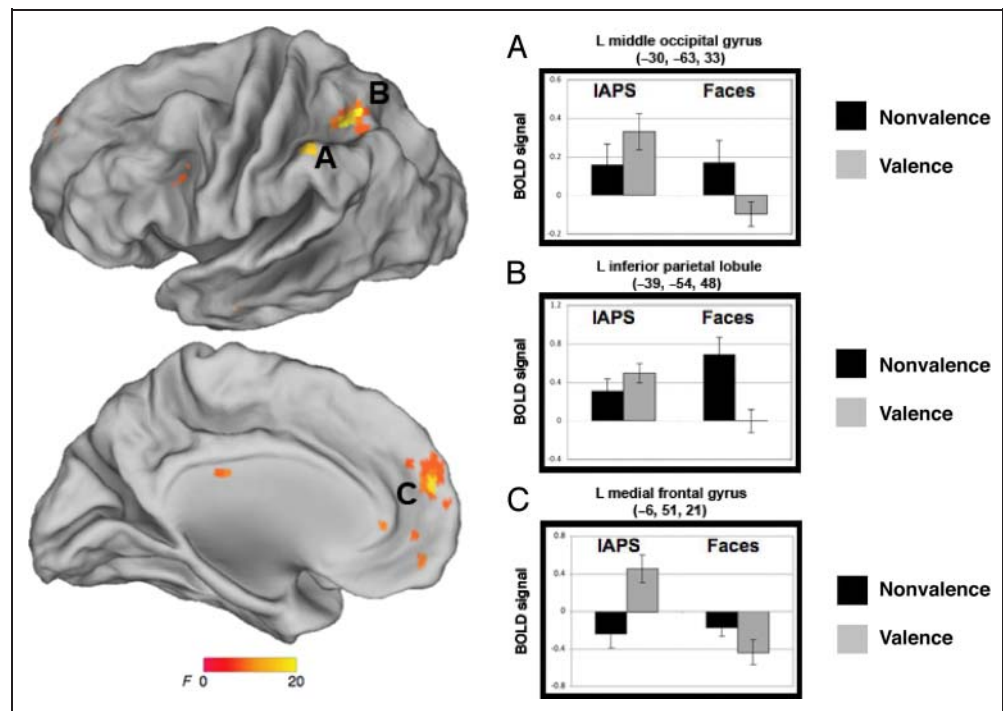 B
A
C
F 0 20
A
L middle occipital gyrus
(–30, –63, 33)
BOLD signal
0.6
0.4
0.2
0
-0.2
IAPS Faces
Nonvalence
Valence
B
L inferior parietal lobule
(–39, –54, 48)
BOLD signal
1.2
0.8
0.4
0
-0.4
IAPS Faces
Nonvalence
Valence
C
L medial frontal gyrus
(–6, 51, 21)
BOLD signal
0.8
0.4
0
-0.4
-0.8
IAPS Faces
Nonvalence
Valence